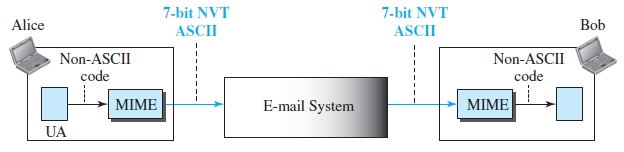 Alice
7-bit NVT
ASCII
7-bit NVT
ASCII
Bob
Non-ASCII
code
MIME
UA
E-mail System
MIME
Non-ASCII
code